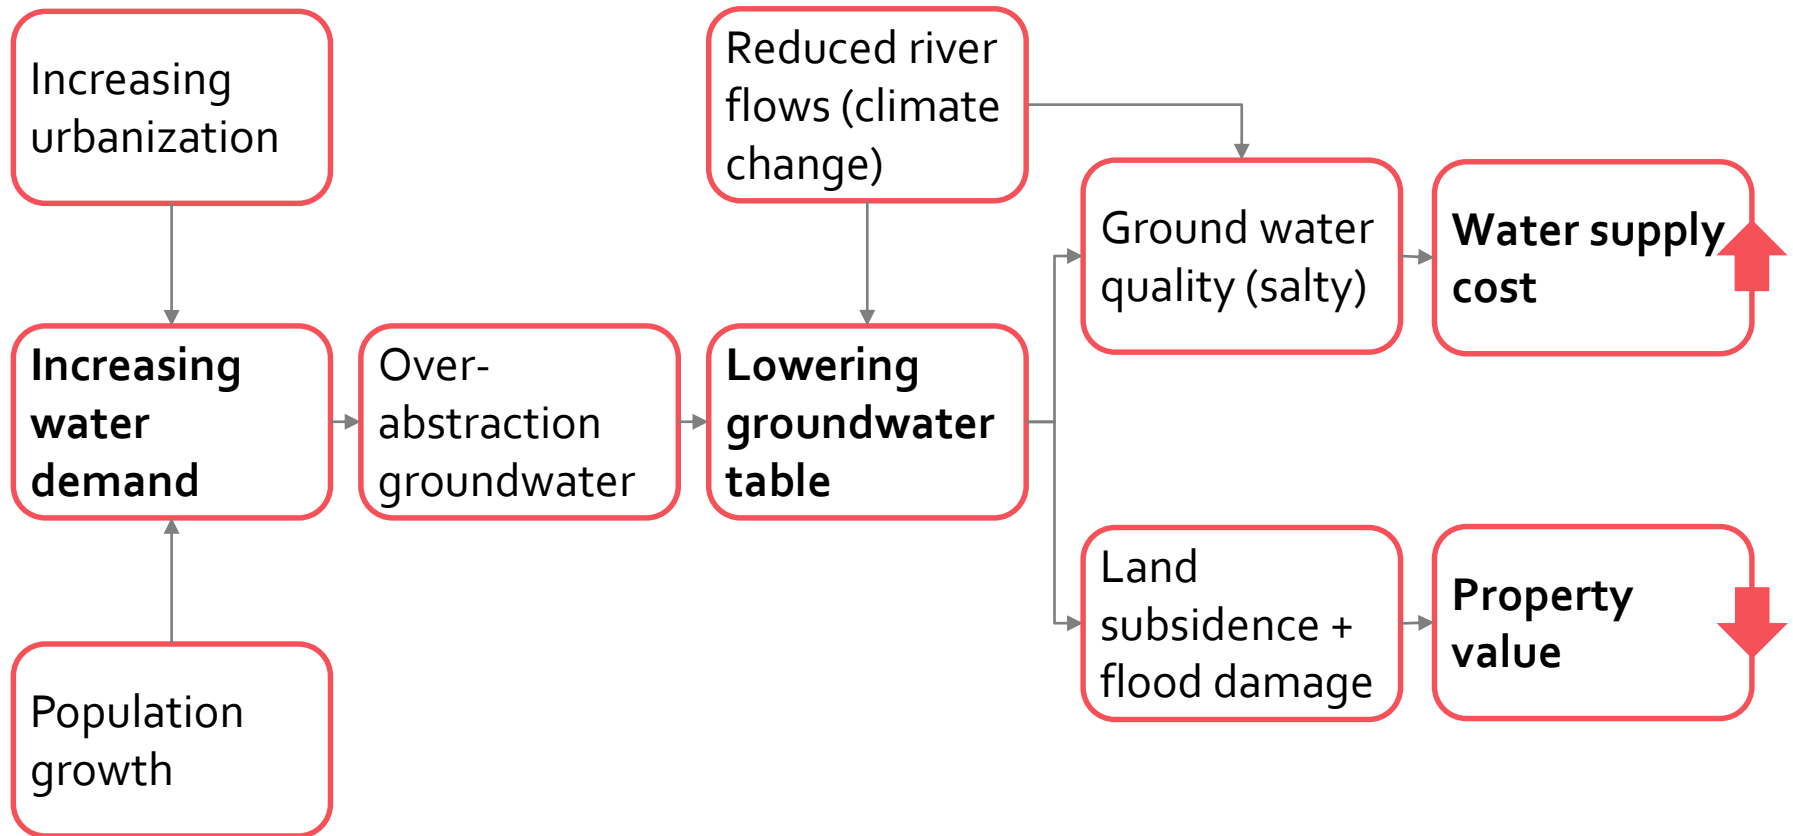 Increasing
urbanization
Reduced river
flows (climate
change)
Ground water
quality (salty)
Water supply
cost
Increasing
water
demand
Over-
abstraction
groundwater
Lowering
groundwater
table
Land
subsidence +
flood damage
Property
value
Population
growth